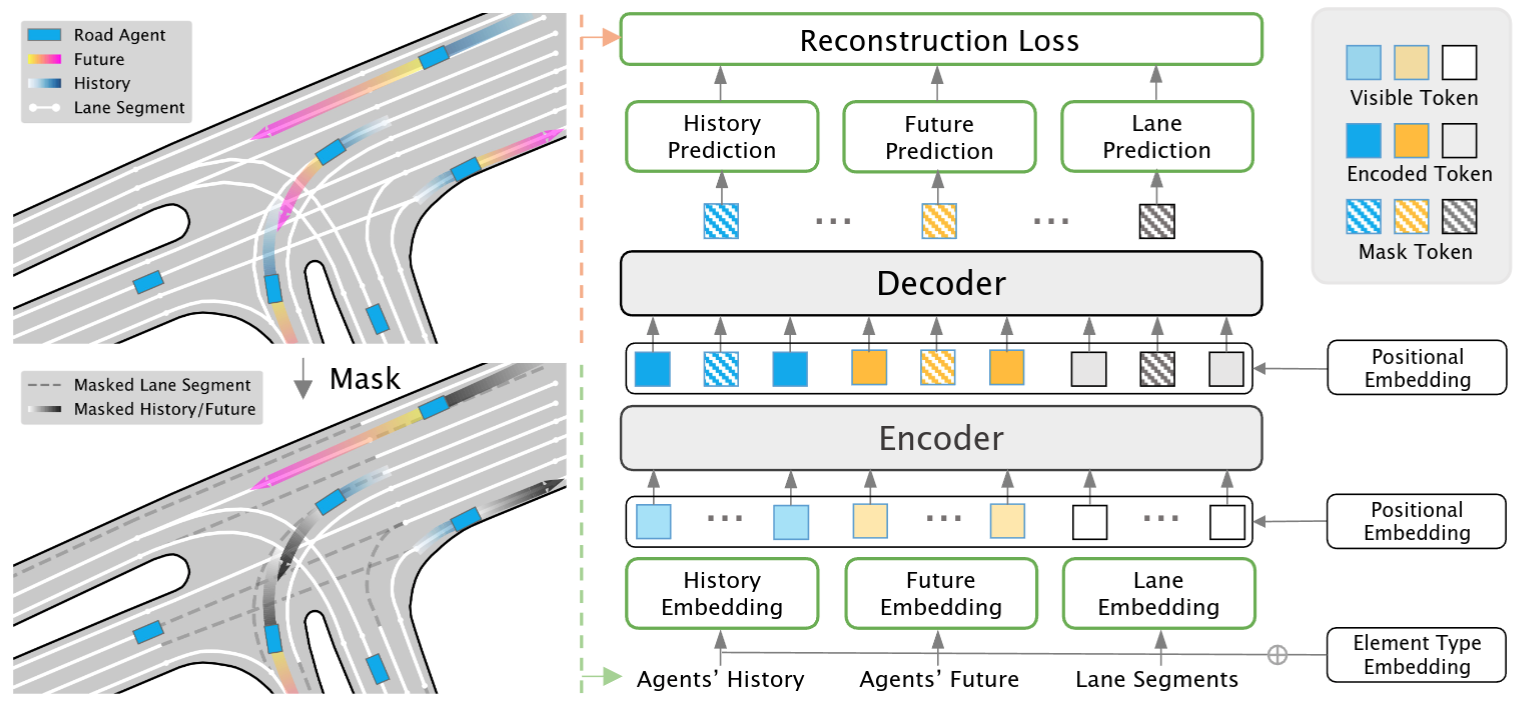 Road Agent
Future
History
Lane Segment
Mask
Masked Lane Segment
Masked History/Future
Reconstruction Loss
History
Prediction
Future
Prediction
Lane
Prediction
...
...
Decoder
Positional
Embedding
Encoder
...
...
...
Positional
Embedding
History
Embedding
Future
Embedding
Lane
Embedding
Element Type
Embedding
Agents' History
Agents' Future
Lane Segments
Visible Token
Encoded Token
Mask Token